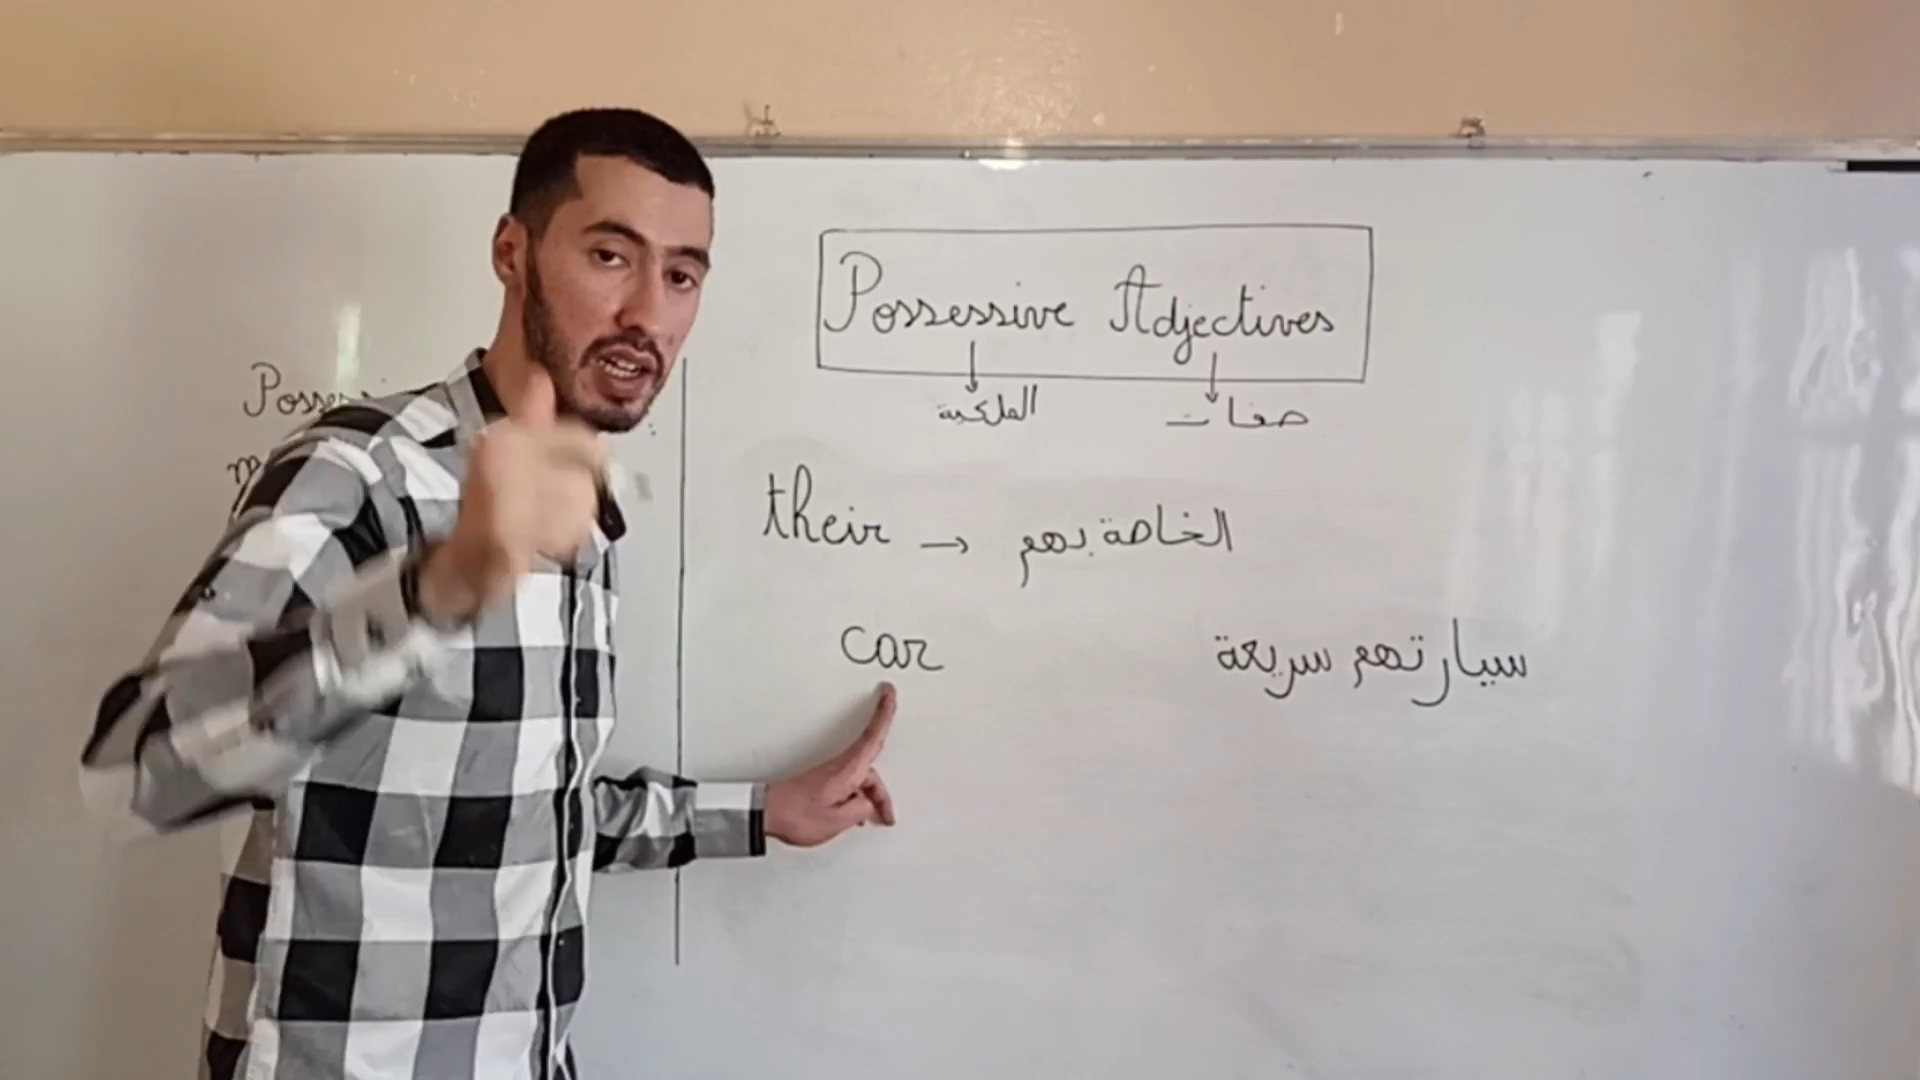 Possessive Adjectives
الملكية صفات
their → الخاصة بهم
car سيارتهم سريعة